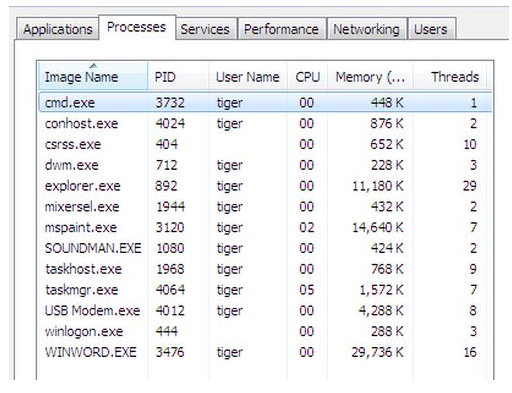 Applications Processes Services Performance Networking Users
Image Name PID User Name CPU Memory (... Threads
cmd.exe 3732 tiger 00 448 K 1
conhost.exe 4024 tiger 00 876 K 2
csrss.exe 404 00 652 K 10
dwm.exe 712 tiger 00 228 K 3
explorer.exe 892 tiger 00 11,180 K 29
mixersel.exe 1944 tiger 00 432 K 2
mspaint.exe 3120 tiger 02 14,640 K 7
SOUNDMAN.EXE 1080 tiger 00 424 K 2
taskhost.exe 1968 tiger 00 768 K 9
taskmgr.exe 4064 tiger 05 1,572 K 7
USB Modem.exe 4012 tiger 00 4,288 K 8
winlogon.exe 444 00 288 K 3
WINWORD.EXE 3476 tiger 00 29,736 K 16